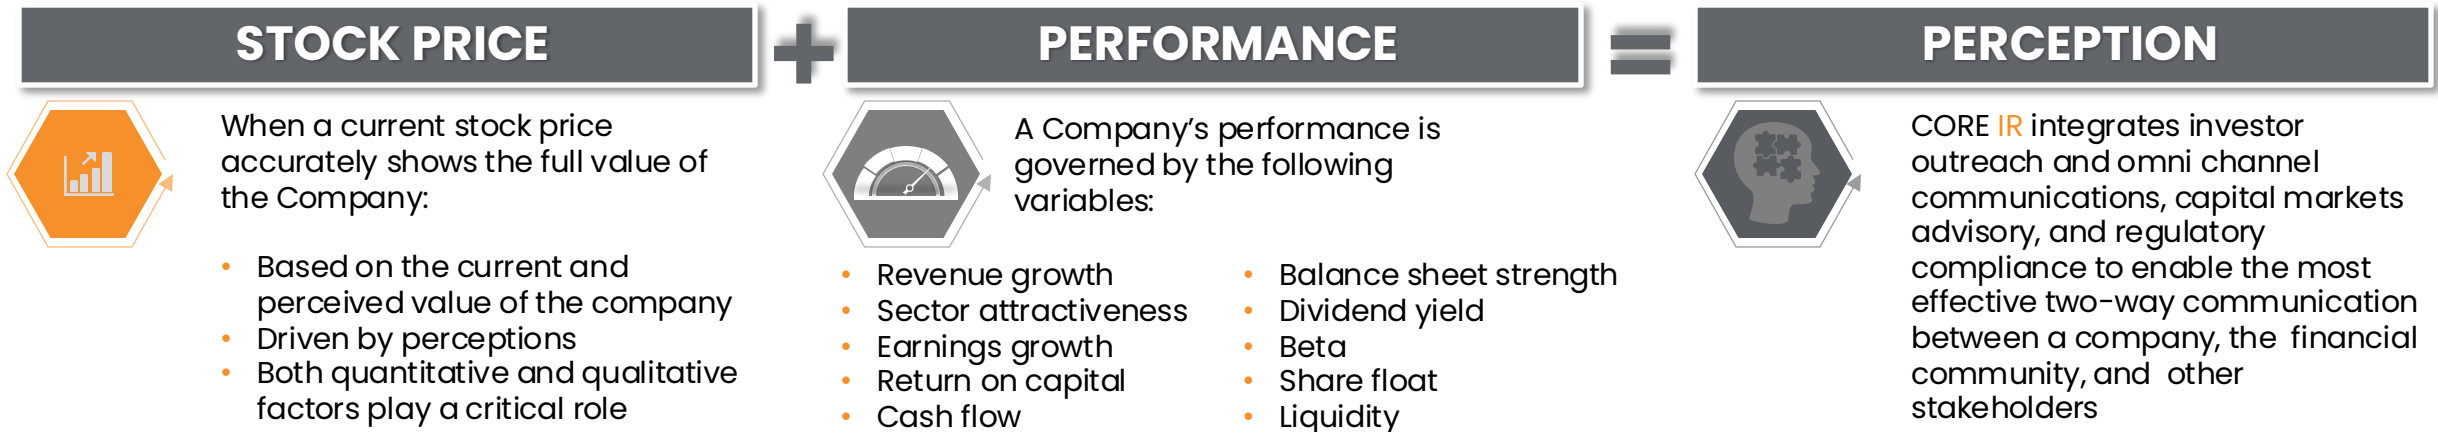 STOCK PRICE
+
PERFORMANCE
=
PERCEPTION
When a current stock price
accurately shows the full value of
the Company:
• Based on the current and
perceived value of the company
• Driven by perceptions
• Both quantitative and qualitative
factors play a critical role
A Company's performance is
governed by the following
variables:
• Revenue growth
• Sector attractiveness
• Earnings growth
• Return on capital
• Cash flow
• Balance sheet strength
• Dividend yield
• Beta
• Share float
• Liquidity
CORE IR integrates investor
outreach and omni channel
communications, capital markets
advisory, and regulatory
compliance to enable the most
effective two-way communication
between a company, the financial
community, and other
stakeholders